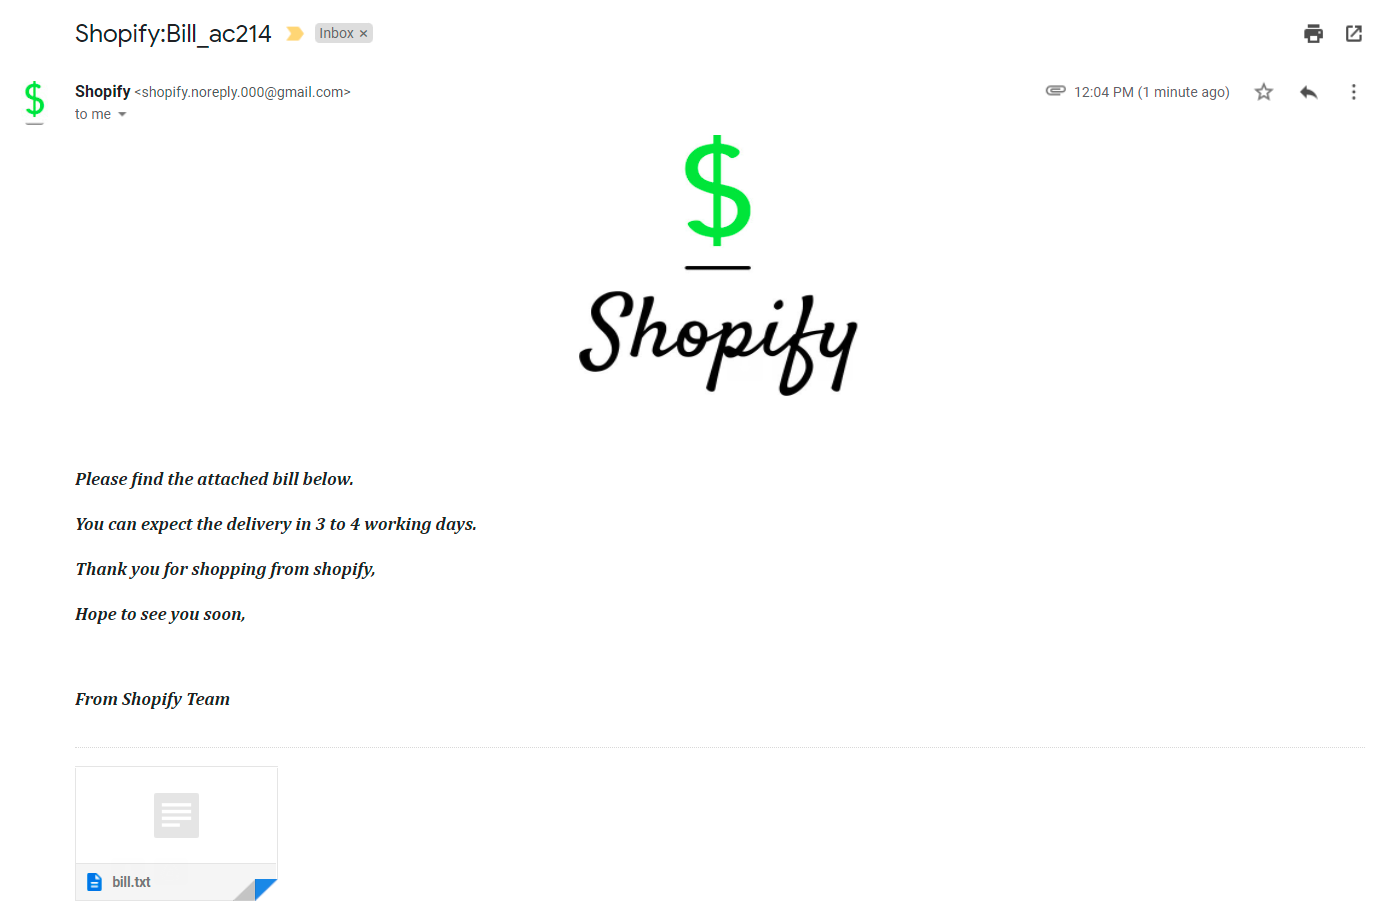 Shopify:Bill_ac214 Inbox ×
Shopify <shopify.noreply.000@gmail.com> 12:04 PM (1 minute ago)
to me
$
Shopify
Please find the attached bill below.
You can expect the delivery in 3 to 4 working days.
Thank you for shopping from shopify,
Hope to see you soon,
From Shopify Team
bill.txt